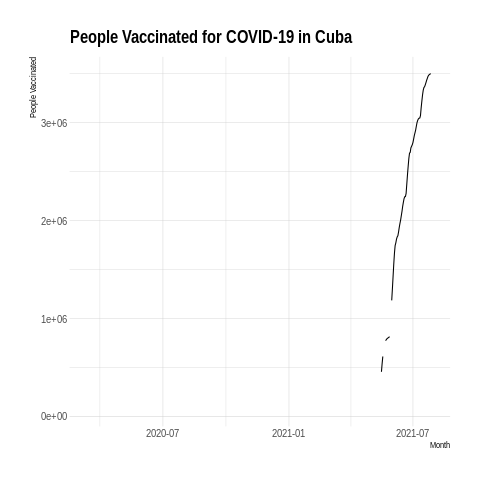 People Vaccinated for COVID-19 in Cuba
People Vaccinated
3e+06
2e+06
1e+06
0e+00
2020-07
2021-01
2021-07
Month